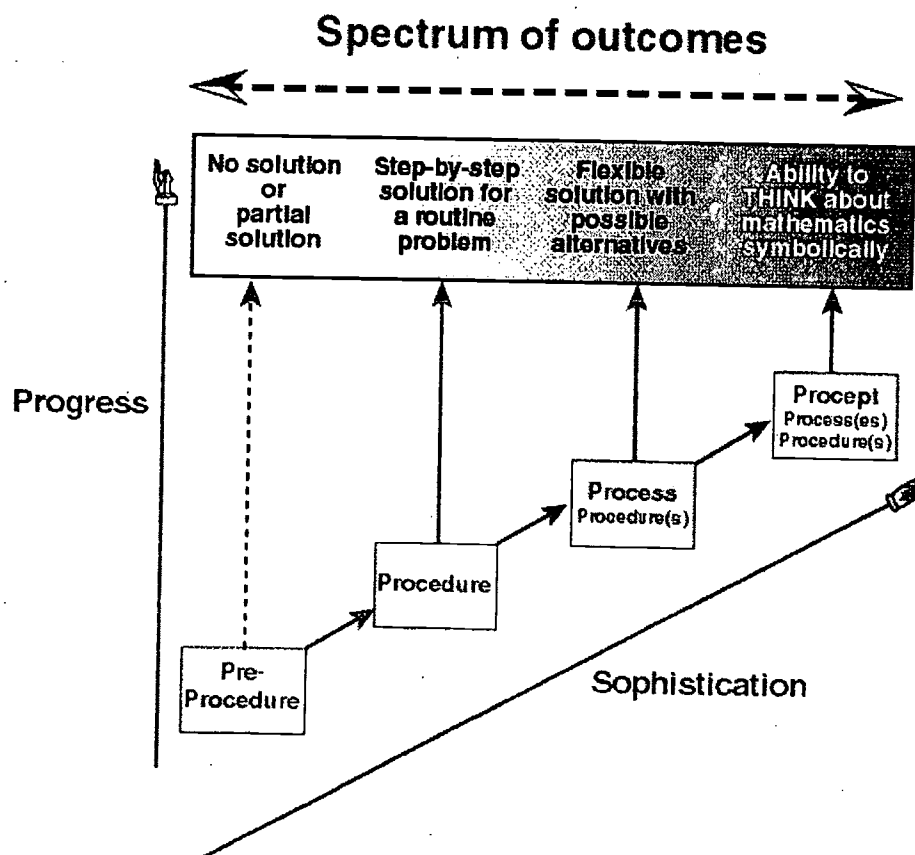 Spectrum of outcomes
No solution
or
partial
solution
Step-by-step
solution for
a routine
problem
Flexible
solution with
possible
alternatives
Ability to
THINK about
mathematics
symbolically
Progress
Procept
Process(es)
Procedure(s)
Process
Procedure(s)
Procedure
Pre-
Procedure
Sophistication